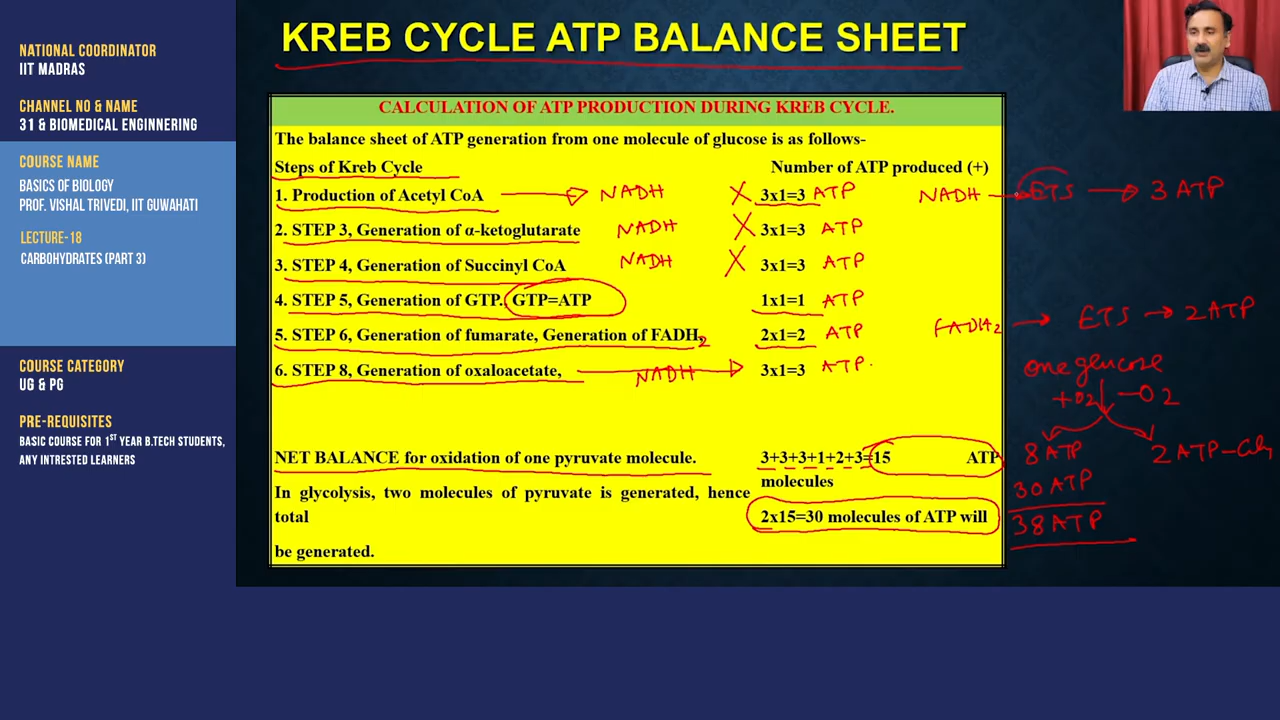 NATIONAL COORDINATOR
IIT MADRAS
CHANNEL NO & NAME
31 & BIOMEDICAL ENGINNERING
COURSE NAME
BASICS OF BIOLOGY
PROF. VISHAL TRIVEDI, IIT GUWAHATI
LECTURE-18
CARBOHYDRATES (PART 3)
COURSE CATEGORY
UG & PG
PRE-REQUISITES
BASIC COURSE FOR 1ST YEAR B.TECH STUDENTS,
ANY INTRESTED LEARNERS
KREB CYCLE ATP BALANCE SHEET
CALCULATION OF ATP PRODUCTION DURING KREB CYCLE.
The balance sheet of ATP generation from one molecule of glucose is as follows-
Steps of Kreb Cycle Number of ATP produced (+)
1. Production of Acetyl CoA → NADH X 3x1=3 ATP
2. STEP 3, Generation of α-ketoglutarate NADH X 3x1=3 ATP
3. STEP 4, Generation of Succinyl CoA NADH X 3x1=3 ATP
4. STEP 5, Generation of GTP.. GTP=ATP 1x1=1 ATP
5. STEP 6, Generation of fumarate, Generation of FADH2 2x1=2 ATP
6. STEP 8, Generation of oxaloacetate, NADH → 3x1=3 ATP
NET BALANCE for oxidation of one pyruvate molecule. 3+3+3+1+2+3=15 ATP
molecules
In glycolysis, two molecules of pyruvate is generated, hence
total 2x15=30 molecules of ATP will
be generated.
NADH → ETS → 3 ATP
FADH2 → ETS → 2 ATP
one glucose
+O2 -O2
8 ATP 2 ATP
30 ATP
38 ATP